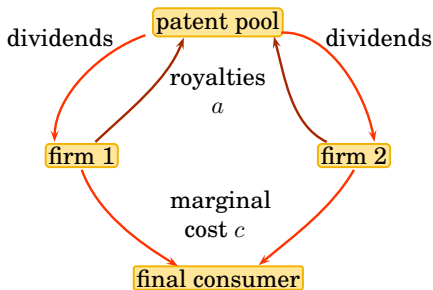 patent pool
dividends
dividends
royalties
a
firm 1
firm 2
marginal
cost c
final consumer